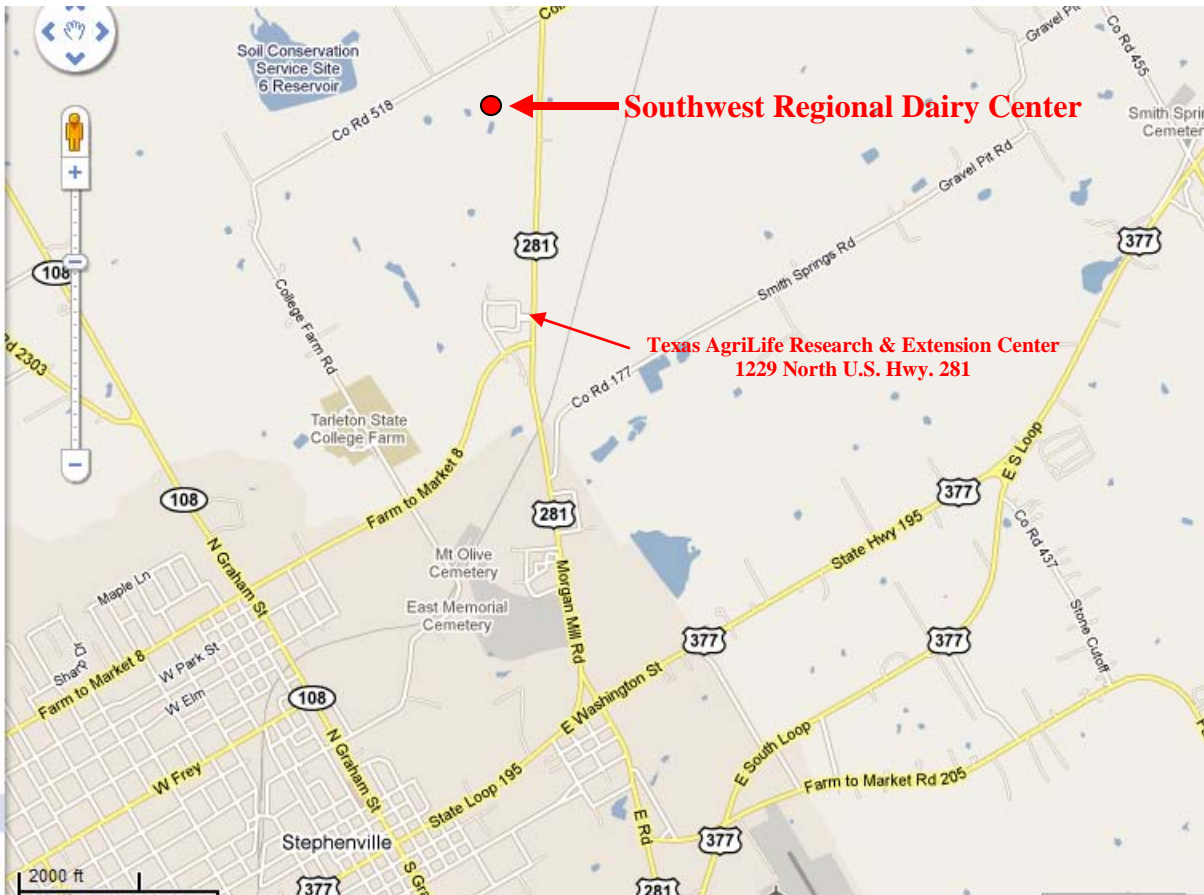 Soil Conservation
Service Site
6 Reservoir
Co Rd 518
Southwest Regional Dairy Center
Gravel Pit
Co Rd 455
Cemeter
Gravel Pit Rd
281
377
108
College Farm Rd
Smith Springs Rd
Texas AgriLife Research & Extension Center
1229 North U.S. Hwy. 281
Rd 2303
Co Rd 177
Tarleton State
College Farm
Farm to Market 8
E S Loop
108
377
281
State Hwy 195
Co Rd 437
N Graham St
Mt Olive
Cemetery
Morgan Mill Rd
Maple Ln
East Memorial
Cemetery
Stone Cutoff
377
377
Sharp Dr
W Park St
W Elm
Farm to Market 8
108
E Washington St
N Graham St
E South Loop
W Frey
State Loop 195
Farm to Market Rd 205
E Rd
Stephenville
377
2000 ft
377
281